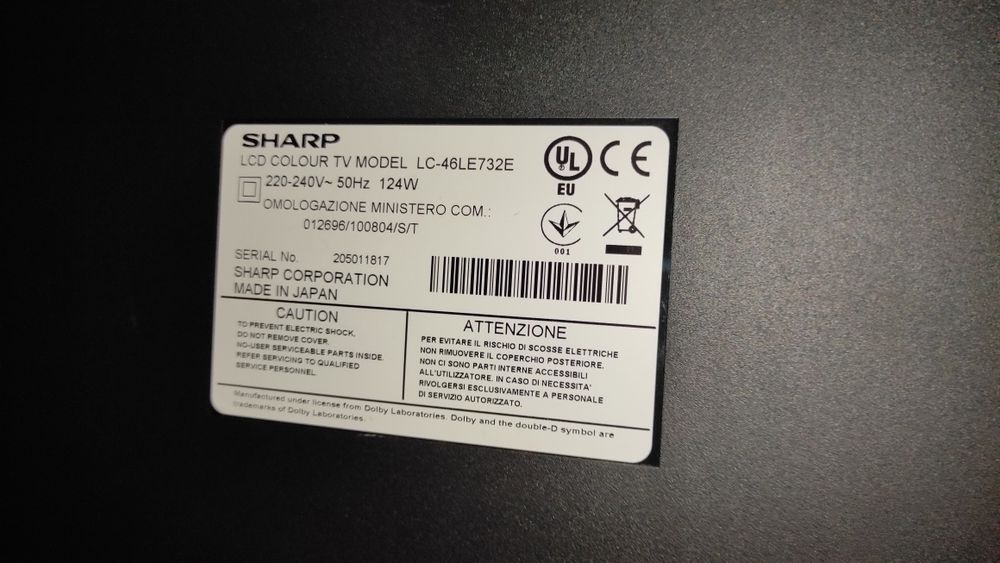 SHARP
LCD COLOUR TV MODEL LC-46LE732E
220-240V~ 50Hz 124W
OMOLOGAZIONE MINISTERO COM.:
012696/100804/S/T
SERIAL No. 205011817
SHARP CORPORATION
MADE IN JAPAN
UL
EU
CE
001
CAUTION
TO PREVENT ELECTRIC SHOCK,
DO NOT REMOVE COVER.
NO-USER SERVICEABLE PARTS INSIDE.
REFER SERVICING TO QUALIFIED
SERVICE PERSONNEL.
ATTENZIONE
PER EVITARE IL RISCHIO DI SCOSSE ELETTRICHE
NON RIMUOVERE IL COPERCHIO POSTERIORE.
NON CI SONO PARTI INTERNE ACCESSIBILI
ALL'UTILIZZATORE. IN CASO DI NECESSITA'
RIVOLGERSI ESCLUSIVAMENTE A PERSONALE
DI SERVIZIO AUTORIZZATO.
Manufactured under license from Dolby Laboratories. Dolby and the double-D symbol are
trademarks of Dolby Laboratories.